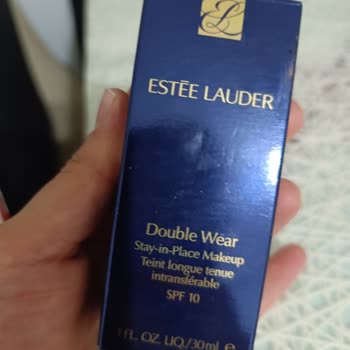 ESTĒE LAUDER
Double Wear
Stay-in-Place Makeup
Teint longue tenue
intransférable
SPF 10
1 FL. OZ. LIQ./30ml e